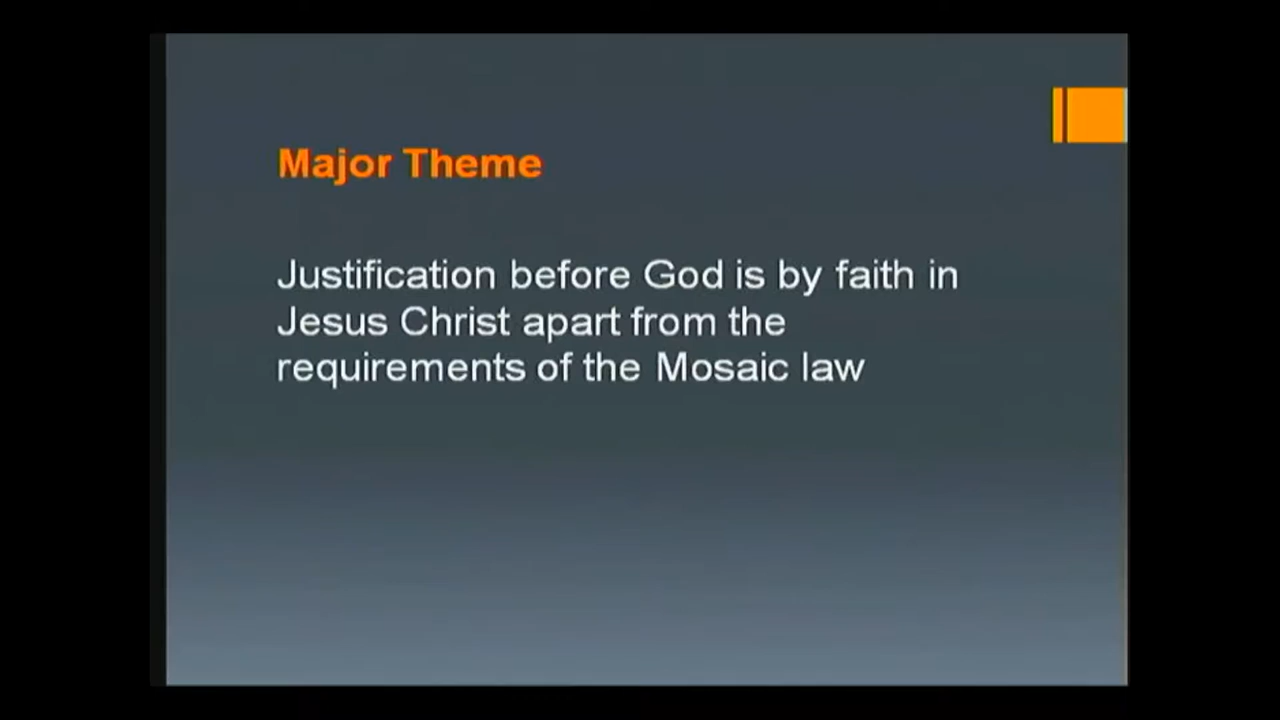 Major Theme
Justification before God is by faith in
Jesus Christ apart from the
requirements of the Mosaic law